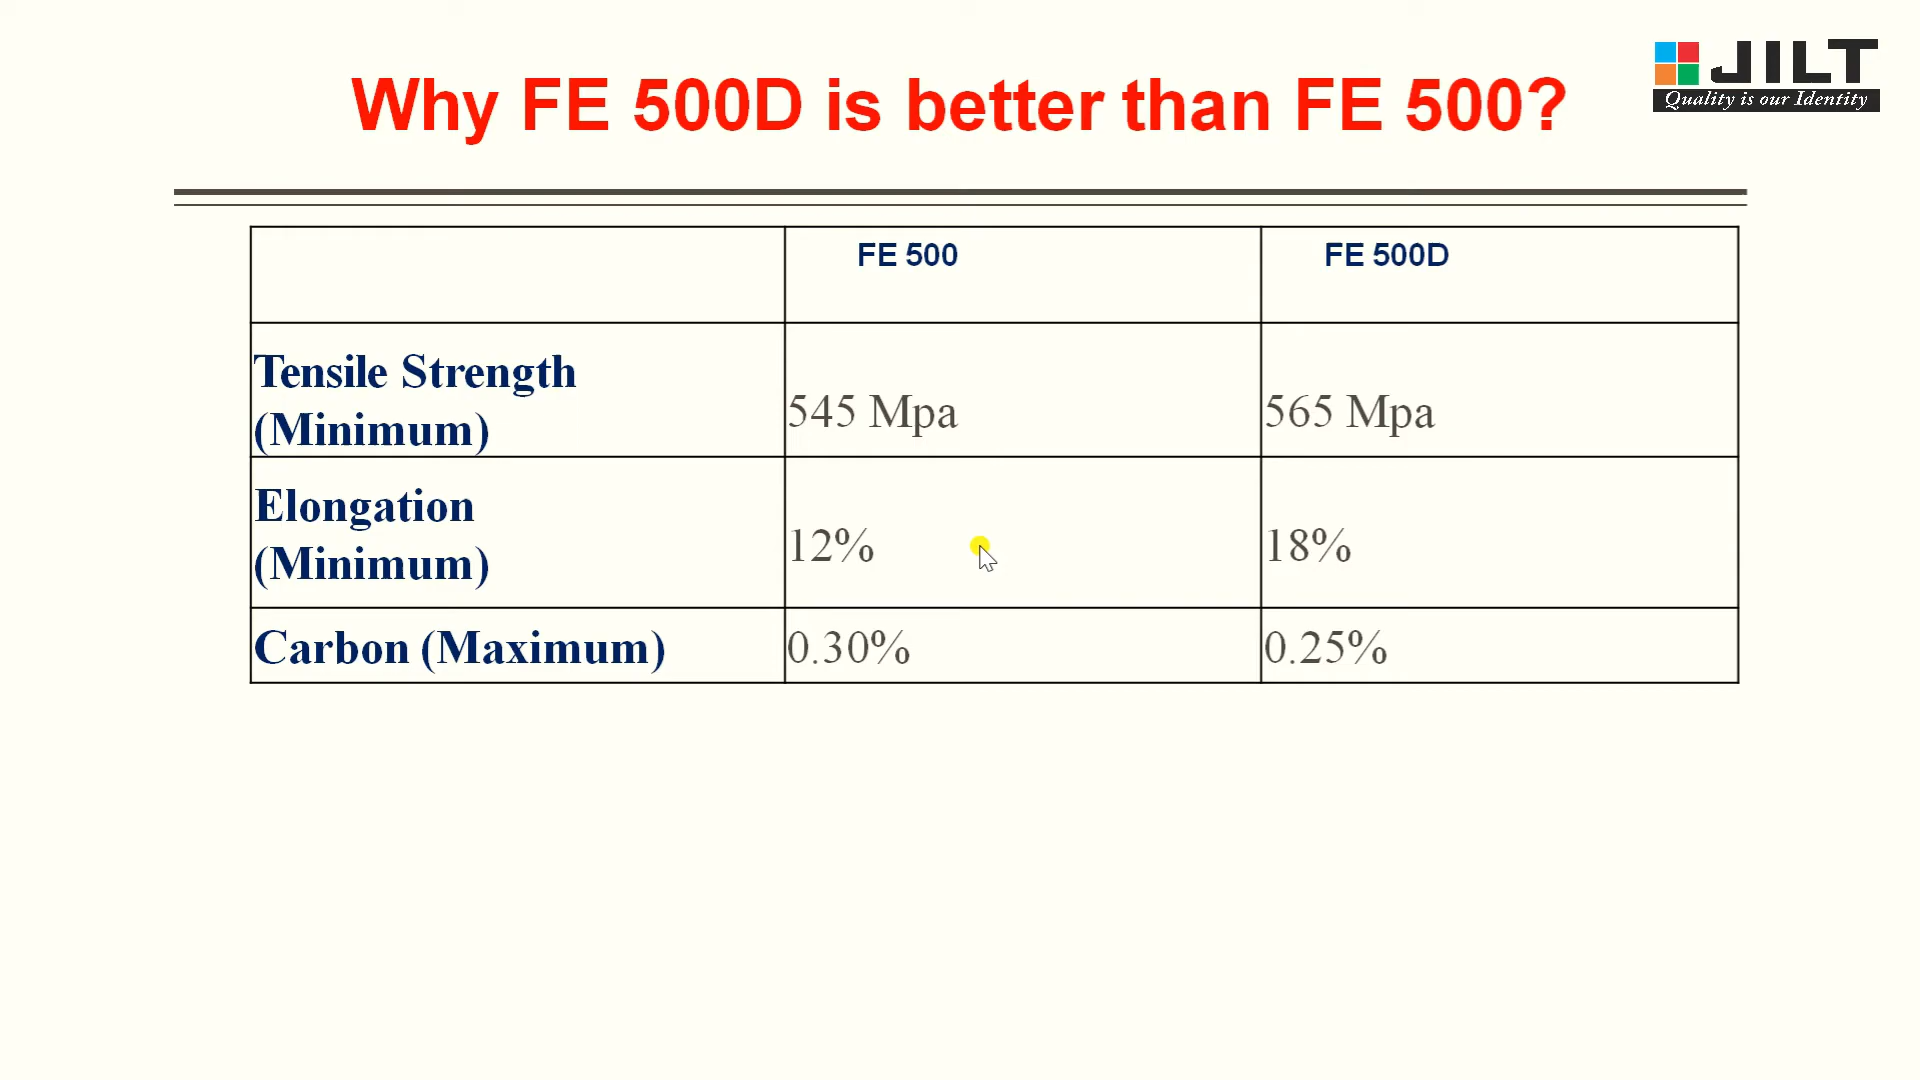 Why FE 500D is better than FE 500?
JILT
Quality is our Identity
FE 500
FE 500D
Tensile Strength
(Minimum)
545 Mpa
565 Mpa
Elongation
(Minimum)
12%
18%
Carbon (Maximum)
0.30%
0.25%